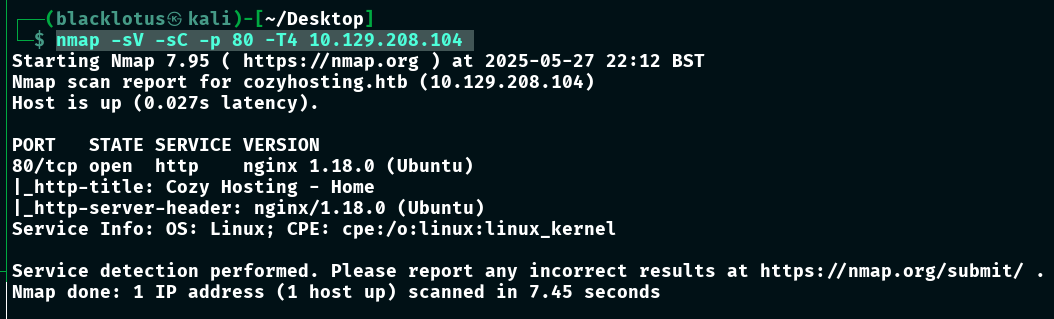 (blacklotus㉿kali)-[~/Desktop]
$ nmap -sV -sC -p 80 -T4 10.129.208.104
Starting Nmap 7.95 ( https://nmap.org ) at 2025-05-27 22:12 BST
Nmap scan report for cozyhosting.htb (10.129.208.104)
Host is up (0.027s latency).

PORT   STATE SERVICE VERSION
80/tcp open  http    nginx 1.18.0 (Ubuntu)
|_http-title: Cozy Hosting - Home
|_http-server-header: nginx/1.18.0 (Ubuntu)
Service Info: OS: Linux; CPE: cpe:/o:linux:linux_kernel

Service detection performed. Please report any incorrect results at https://nmap.org/submit/ .
Nmap done: 1 IP address (1 host up) scanned in 7.45 seconds